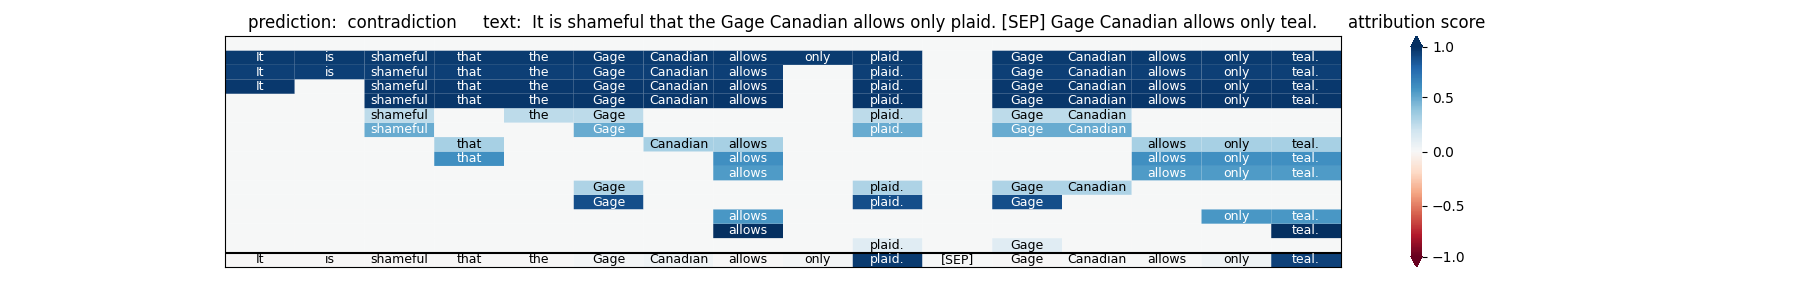 prediction:  contradiction     text:  It is shameful that the Gage Canadian allows only plaid. [SEP] Gage Canadian allows only teal.     attribution score
It is shameful that the Gage Canadian allows only plaid. Gage Canadian allows only teal. 1.0
It is shameful that the Gage Canadian allows plaid. Gage Canadian allows only teal.
It shameful that the Gage Canadian allows plaid. Gage Canadian allows only teal.
shameful that the Gage Canadian allows plaid. Gage Canadian allows only teal. 0.5
shameful the Gage plaid. Gage Canadian
shameful Gage plaid. Gage Canadian
that Canadian allows allows only teal. 0.0
that allows allows only teal.
allows allows only teal.
Gage plaid. Gage Canadian
Gage plaid. Gage −0.5
allows only teal.
allows teal.
plaid. Gage
It is shameful that the Gage Canadian allows only plaid. [SEP] Gage Canadian allows only teal. −1.0